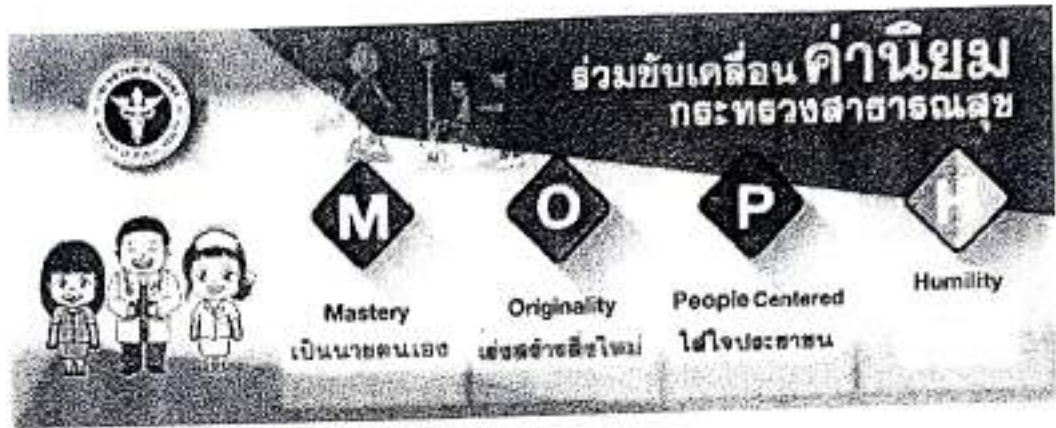 ร่วมขับเคลื่อน ค่านิยม
กระทรวงสาธารณสุข
M O P H
Mastery
เป็นนายตนเอง
Originality
เร่งสร้างสิ่งใหม่
People Centered
ใส่ใจประชาชน
Humility